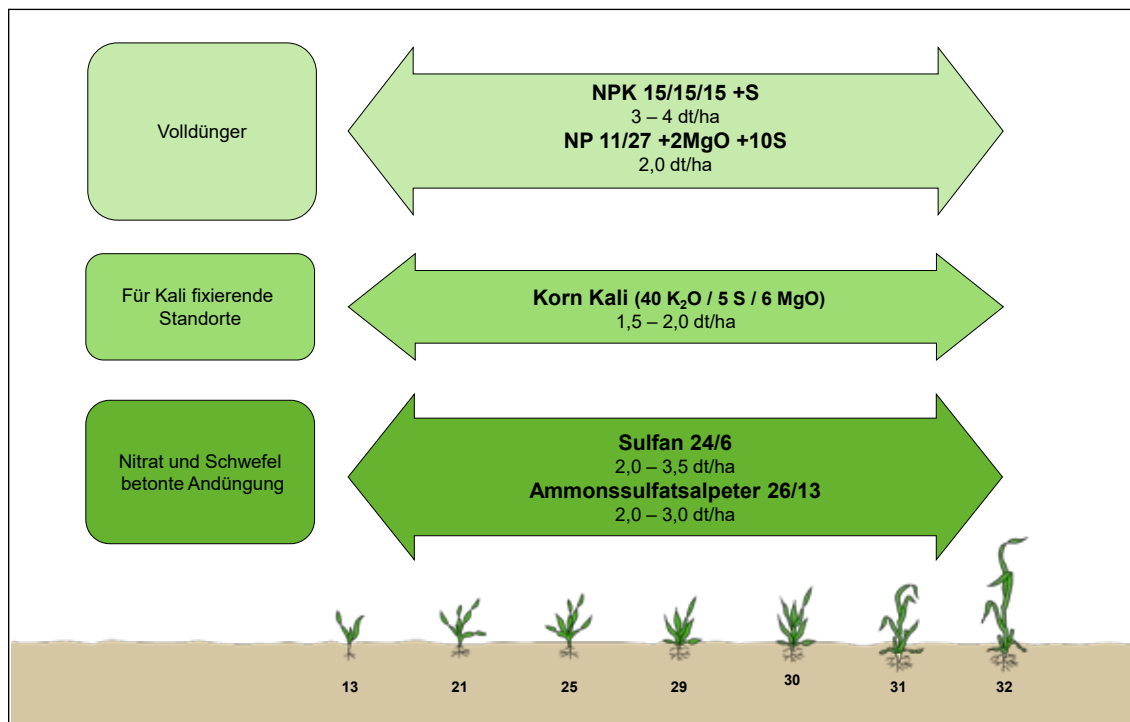 Volldünger
NPK 15/15/15 +S
3 – 4 dt/ha
NP 11/27 +2MgO +10S
2,0 dt/ha
Für Kali fixierende
Standorte
Korn Kali (40 K₂O / 5 S / 6 MgO)
1,5 – 2,0 dt/ha
Nitrat und Schwefel
betonte Andüngung
Sulfan 24/6
2,0 – 3,5 dt/ha
Ammonssulfatsalpeter 26/13
2,0 – 3,0 dt/ha
13 21 25 29 30 31 32